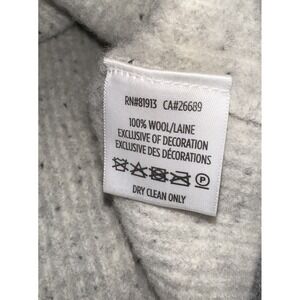 RN#81913 CA#26689
100% WOOL/LAINE
EXCLUSIVE OF DECORATION
EXCLUSIVE DES DÉCORATIONS
P
DRY CLEAN ONLY